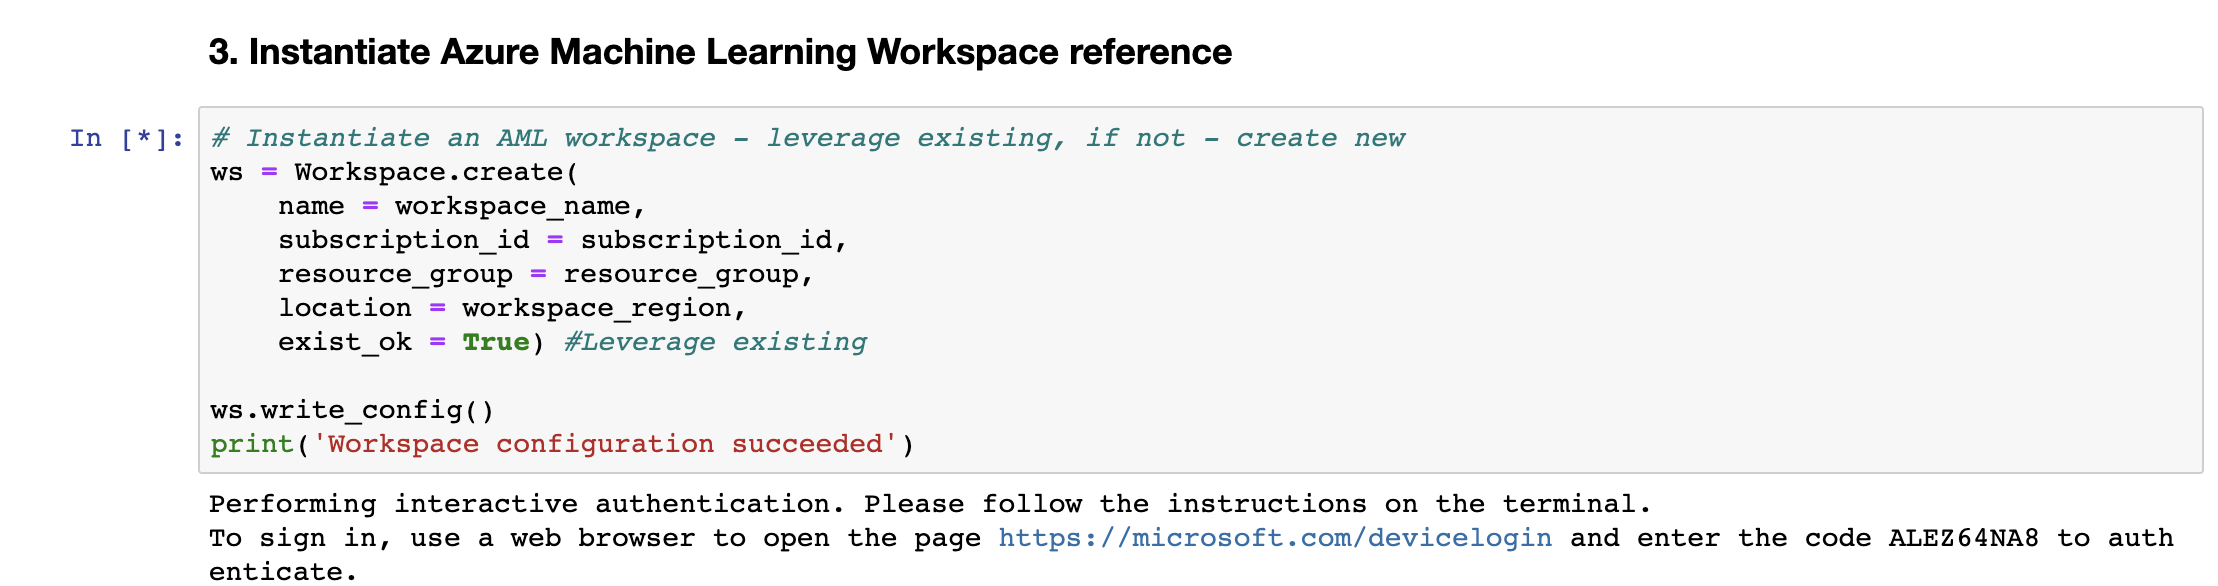 3. Instantiate Azure Machine Learning Workspace reference
In [*]:
# Instantiate an AML workspace - leverage existing, if not - create new
ws = Workspace.create(
    name = workspace_name,
    subscription_id = subscription_id,
    resource_group = resource_group,
    location = workspace_region,
    exist_ok = True) #Leverage existing

ws.write_config()
print('Workspace configuration succeeded')
Performing interactive authentication. Please follow the instructions on the terminal.
To sign in, use a web browser to open the page https://microsoft.com/devicelogin and enter the code ALEZ64NA8 to auth
enticate.